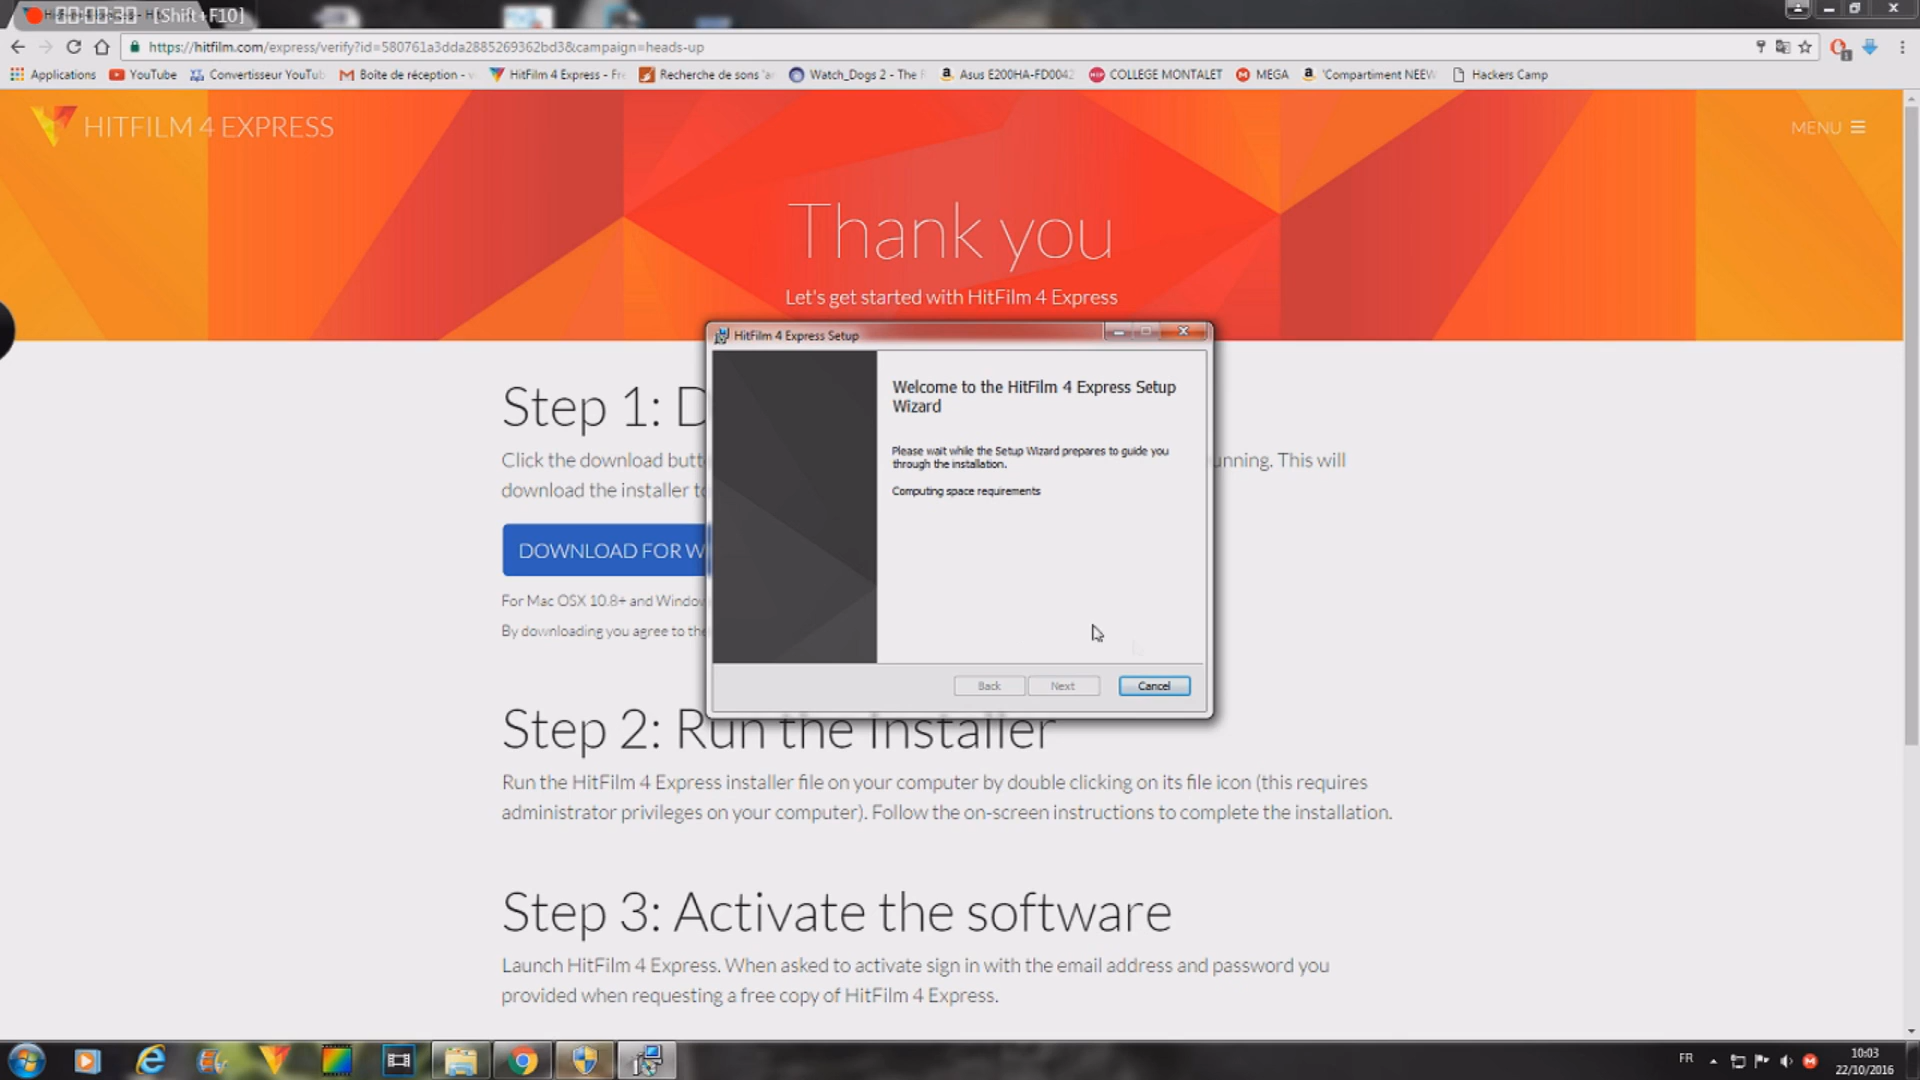 00:00:30 [Shift+F10]
https://hitfilm.com/express/verify?id=580761a3dda2885269362bd3&campaign=heads-up
Applications YouTube Convertisseur YouTub Boîte de réception - HitFilm 4 Express - Fr Recherche de sons 'a Watch_Dogs 2 - The Asus E200HA-FD0042 COLLEGE MONTALET MEGA 'Compartiment NEEW Hackers Camp
HITFILM 4 EXPRESS
MENU
Thank you
Let's get started with HitFilm 4 Express
HitFilm 4 Express Setup
Welcome to the HitFilm 4 Express Setup
Wizard
Please wait while the Setup Wizard prepares to guide you
through the installation.
Computing space requirements
Back Next Cancel
Step 1: D
Click the download butt unning. This will
download the installer to
DOWNLOAD FOR W
For Mac OSX 10.8+ and Windo
By downloading you agree to the
Step 2: Run the installer
Run the HitFilm 4 Express installer file on your computer by double clicking on its file icon (this requires
administrator privileges on your computer). Follow the on-screen instructions to complete the installation.
Step 3: Activate the software
Launch HitFilm 4 Express. When asked to activate sign in with the email address and password you
provided when requesting a free copy of HitFilm 4 Express.
FR
10:03
22/10/2016